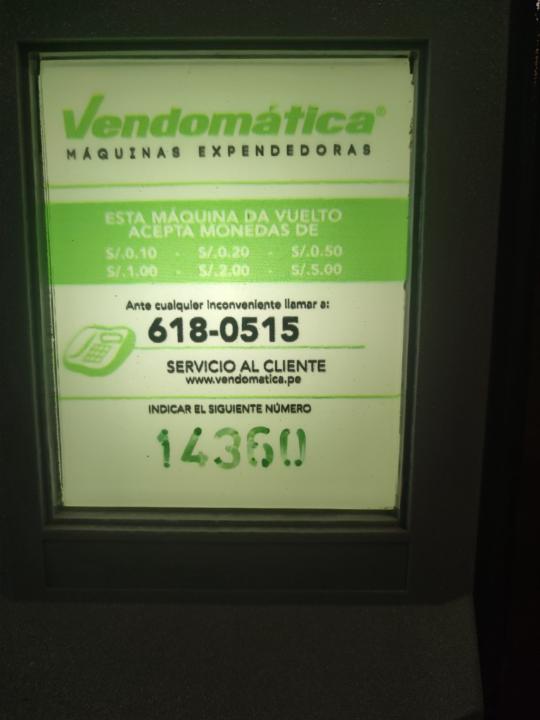 Vendomática®
MÁQUINAS EXPENDEDORAS
ESTA MÁQUINA DA VUELTO
ACEPTA MONEDAS DE
S/.0.10 - S/.0.20 - S/.0.50
S/.1.00 - S/.2.00 - S/.5.00
Ante cualquier inconveniente llamar a:
618-0515
SERVICIO AL CLIENTE
www.vendomatica.pe
INDICAR EL SIGUIENTE NÚMERO
14360